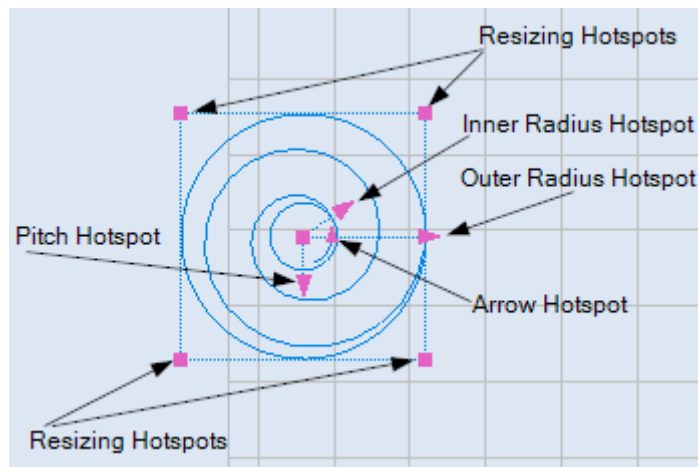 Resizing Hotspots
Inner Radius Hotspot
Outer Radius Hotspot
Pitch Hotspot
Arrow Hotspot
Resizing Hotspots